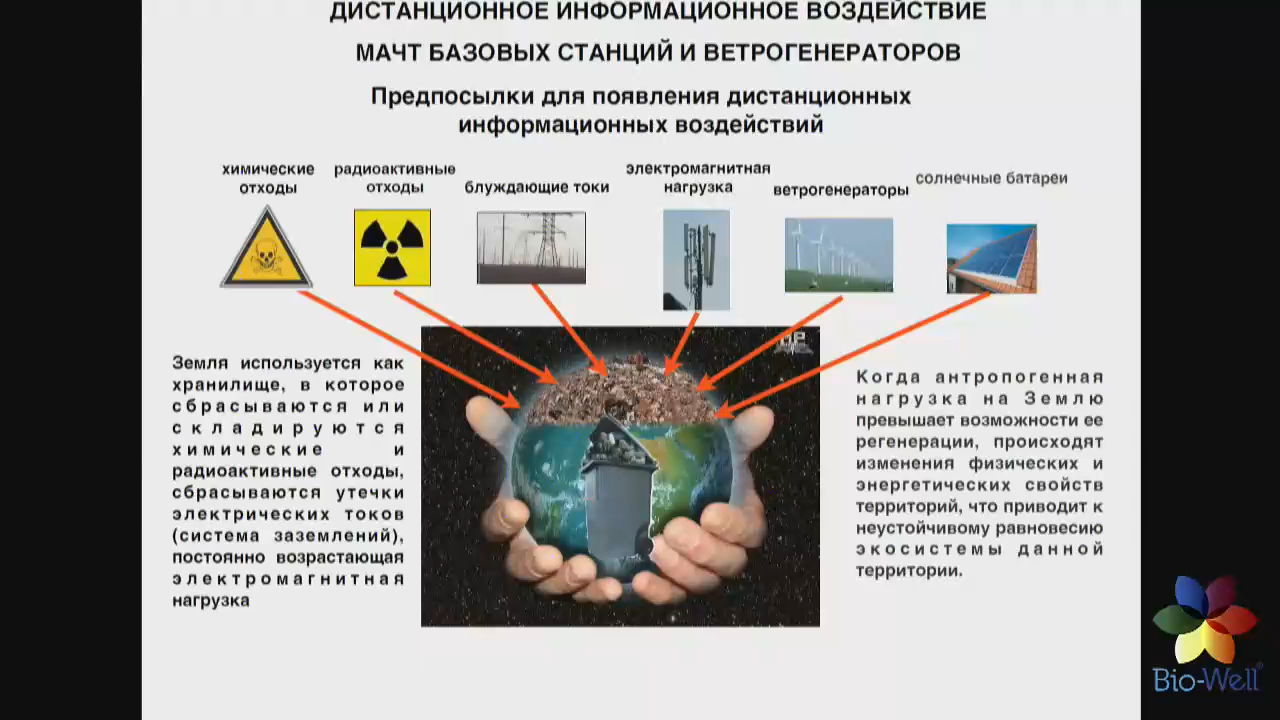 ДИСТАНЦИОННОЕ ИНФОРМАЦИОННОЕ ВОЗДЕЙСТВИЕ
МАЧТ БАЗОВЫХ СТАНЦИЙ И ВЕТРОГЕНЕРАТОРОВ
Предпосылки для появления дистанционных
информационных воздействий
химические
отходы
радиоактивные
отходы
блуждающие токи
электромагнитная
нагрузка
ветрогенераторы
солнечные батареи
Земля используется как
хранилище, в которое
сбрасываются или
складируются
химические и
радиоактивные отходы,
сбрасываются утечки
электрических токов
(система заземлений),
постоянно возрастающая
электромагнитная
нагрузка
Когда антропогенная
нагрузка на Землю
превышает возможности ее
регенерации, происходят
изменения физических и
энергетических свойств
территорий, что приводит к
неустойчивому равновесию
экосистемы данной
территории.
Bio-Well®